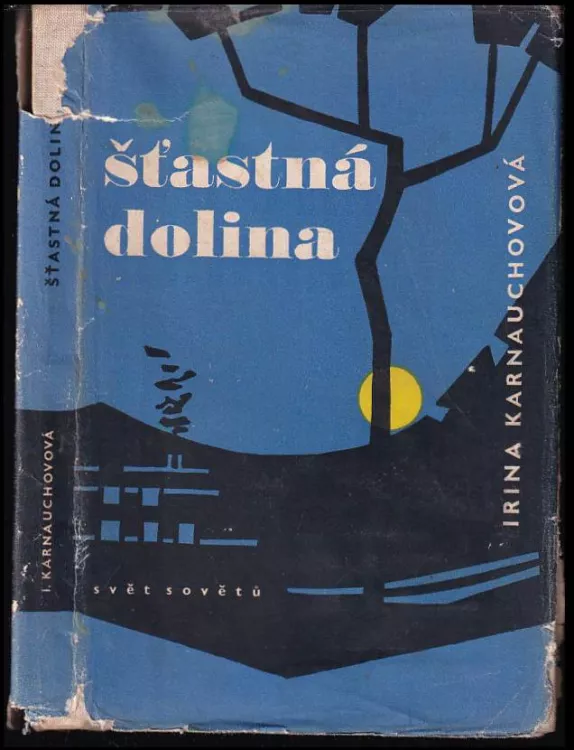 šťastná
dolina
IRINA KARNAUCHOVOVÁ
svět sovětů
I. KARNAUCHOVOVÁ
ŠŤASTNÁ DOLIN